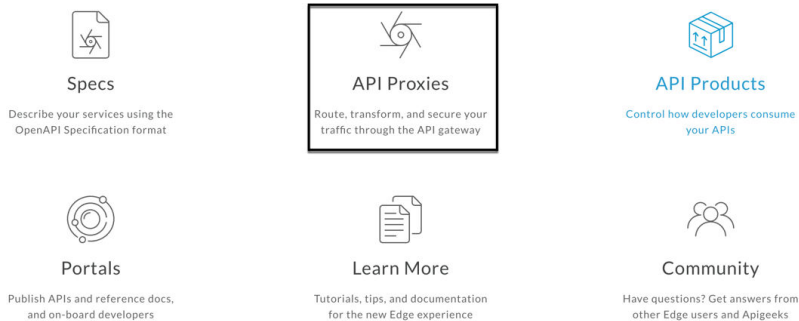 Specs
Describe your services using the
OpenAPI Specification format
API Proxies
Route, transform, and secure your
traffic through the API gateway
API Products
Control how developers consume
your APIs
Portals
Publish APIs and reference docs,
and on-board developers
Learn More
Tutorials, tips, and documentation
for the new Edge experience
Community
Have questions? Get answers from
other Edge users and Apigeeks